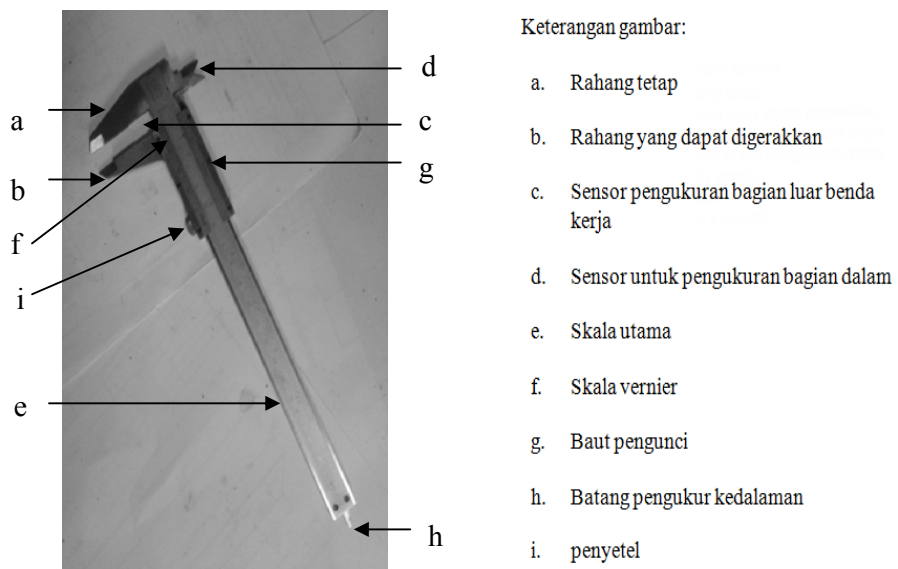 a
b
f
i
e
d
c
g
h
Keterangan gambar:
a. Rahang tetap
b. Rahang yang dapat digerakkan
c. Sensor pengukuran bagian luar benda
kerja
d. Sensor untuk pengukuran bagian dalam
e. Skala utama
f. Skala vernier
g. Baut pengunci
h. Batang pengukur kedalaman
i. penyetel